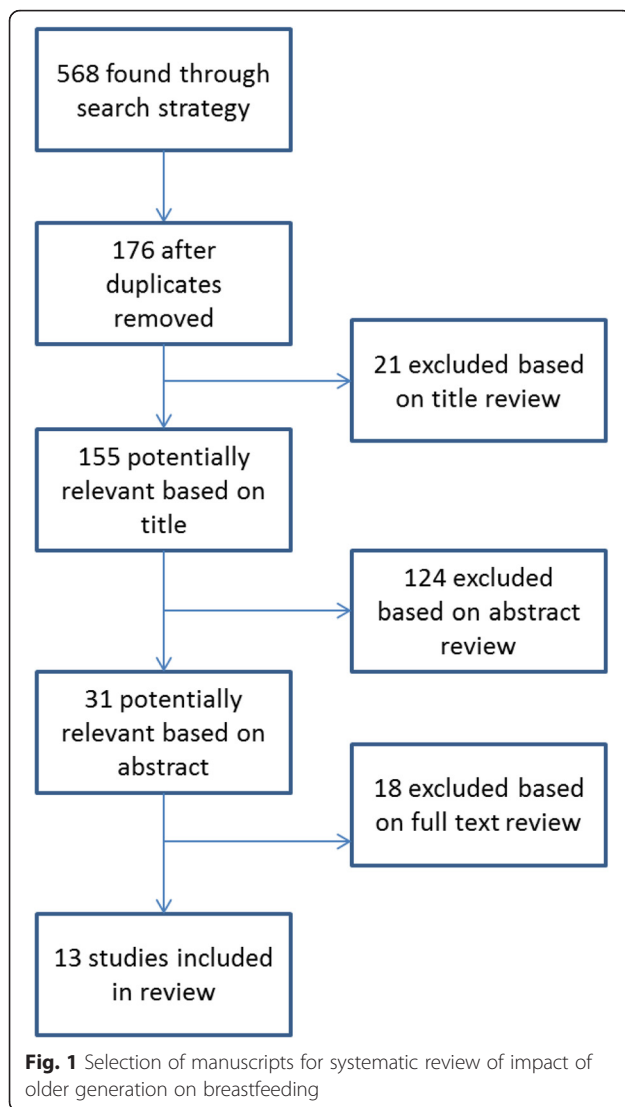 568 found through
search strategy
176 after
duplicates
removed
21 excluded based
on title review
155 potentially
relevant based on
title
124 excluded
based on abstract
review
31 potentially
relevant based on
abstract
18 excluded based
on full text review
13 studies included
in review
Fig. 1 Selection of manuscripts for systematic review of impact of
older generation on breastfeeding